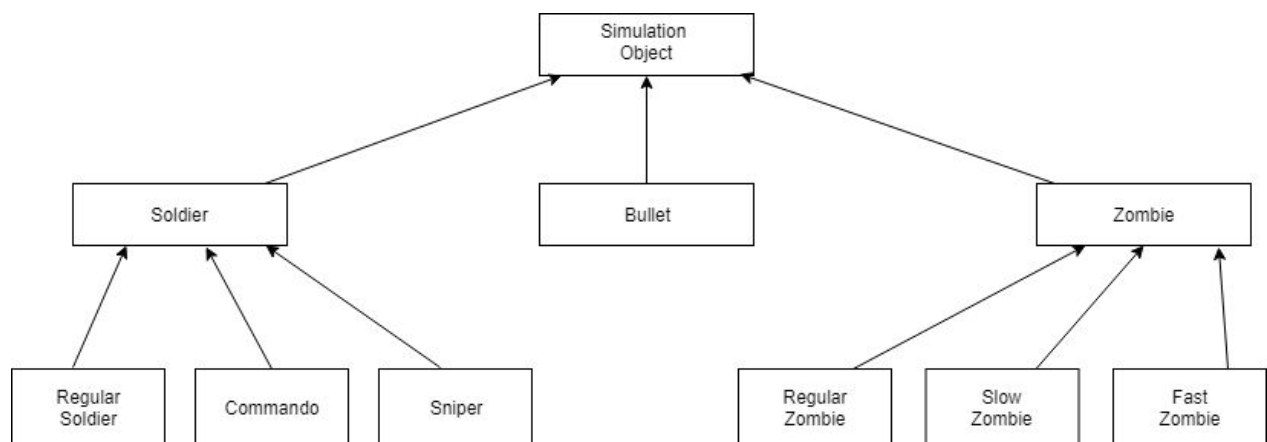 Simulation
Object
Soldier
Bullet
Zombie
Regular
Soldier
Commando
Sniper
Regular
Zombie
Slow
Zombie
Fast
Zombie